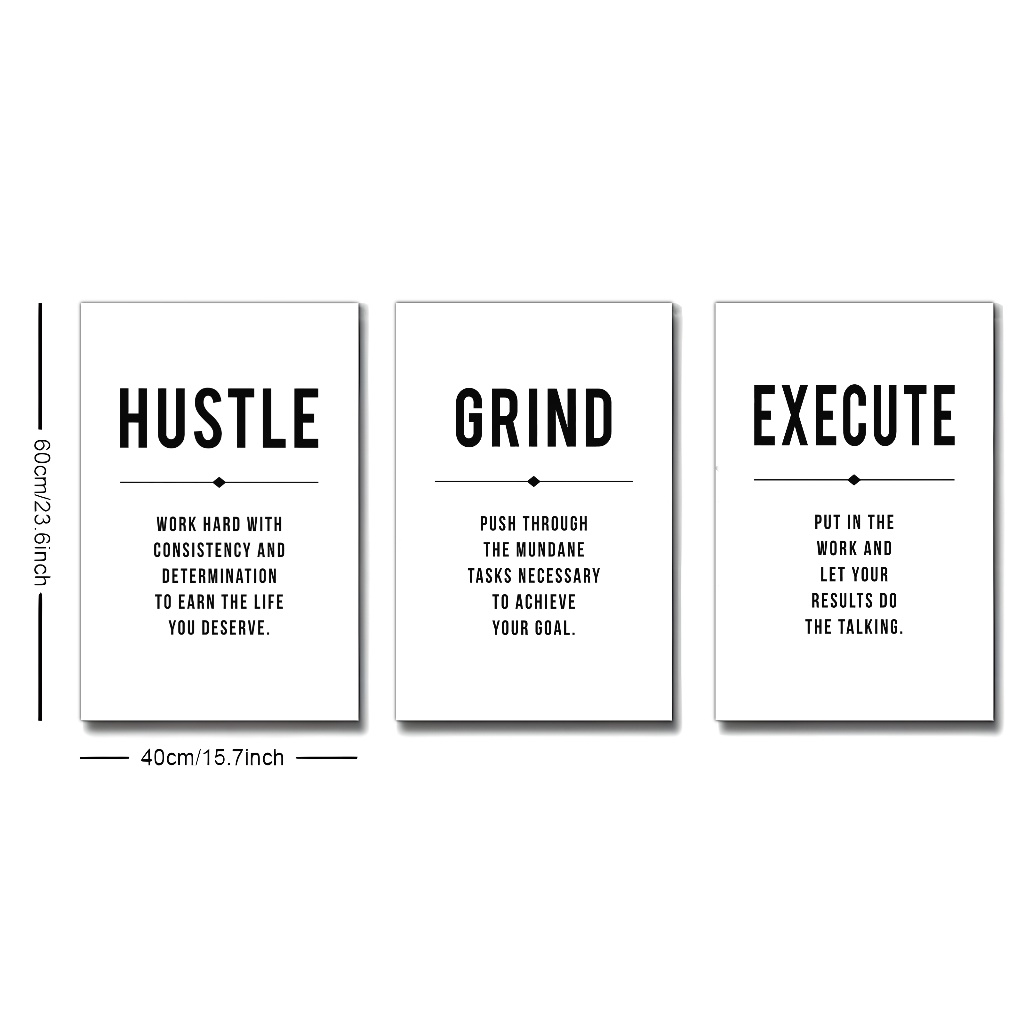 HUSTLE
WORK HARD WITH
CONSISTENCY AND
DETERMINATION
TO EARN THE LIFE
YOU DESERVE.
GRIND
PUSH THROUGH
THE MUNDANE
TASKS NECESSARY
TO ACHIEVE
YOUR GOAL.
EXECUTE
PUT IN THE
WORK AND
LET YOUR
RESULTS DO
THE TALKING.
60cm/23.6inch
40cm/15.7inch